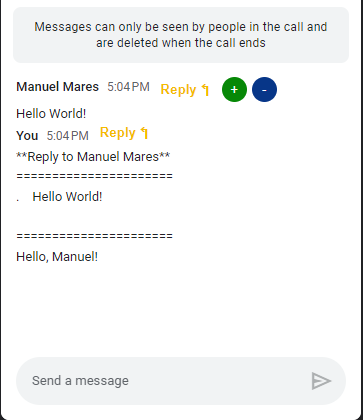 Messages can only be seen by people in the call and
are deleted when the call ends
Manuel Mares 5:04 PM Reply ↰ + -
Hello World!
You 5:04 PM Reply ↰
**Reply to Manuel Mares**
======================
. Hello World!
======================
Hello, Manuel!
Send a message